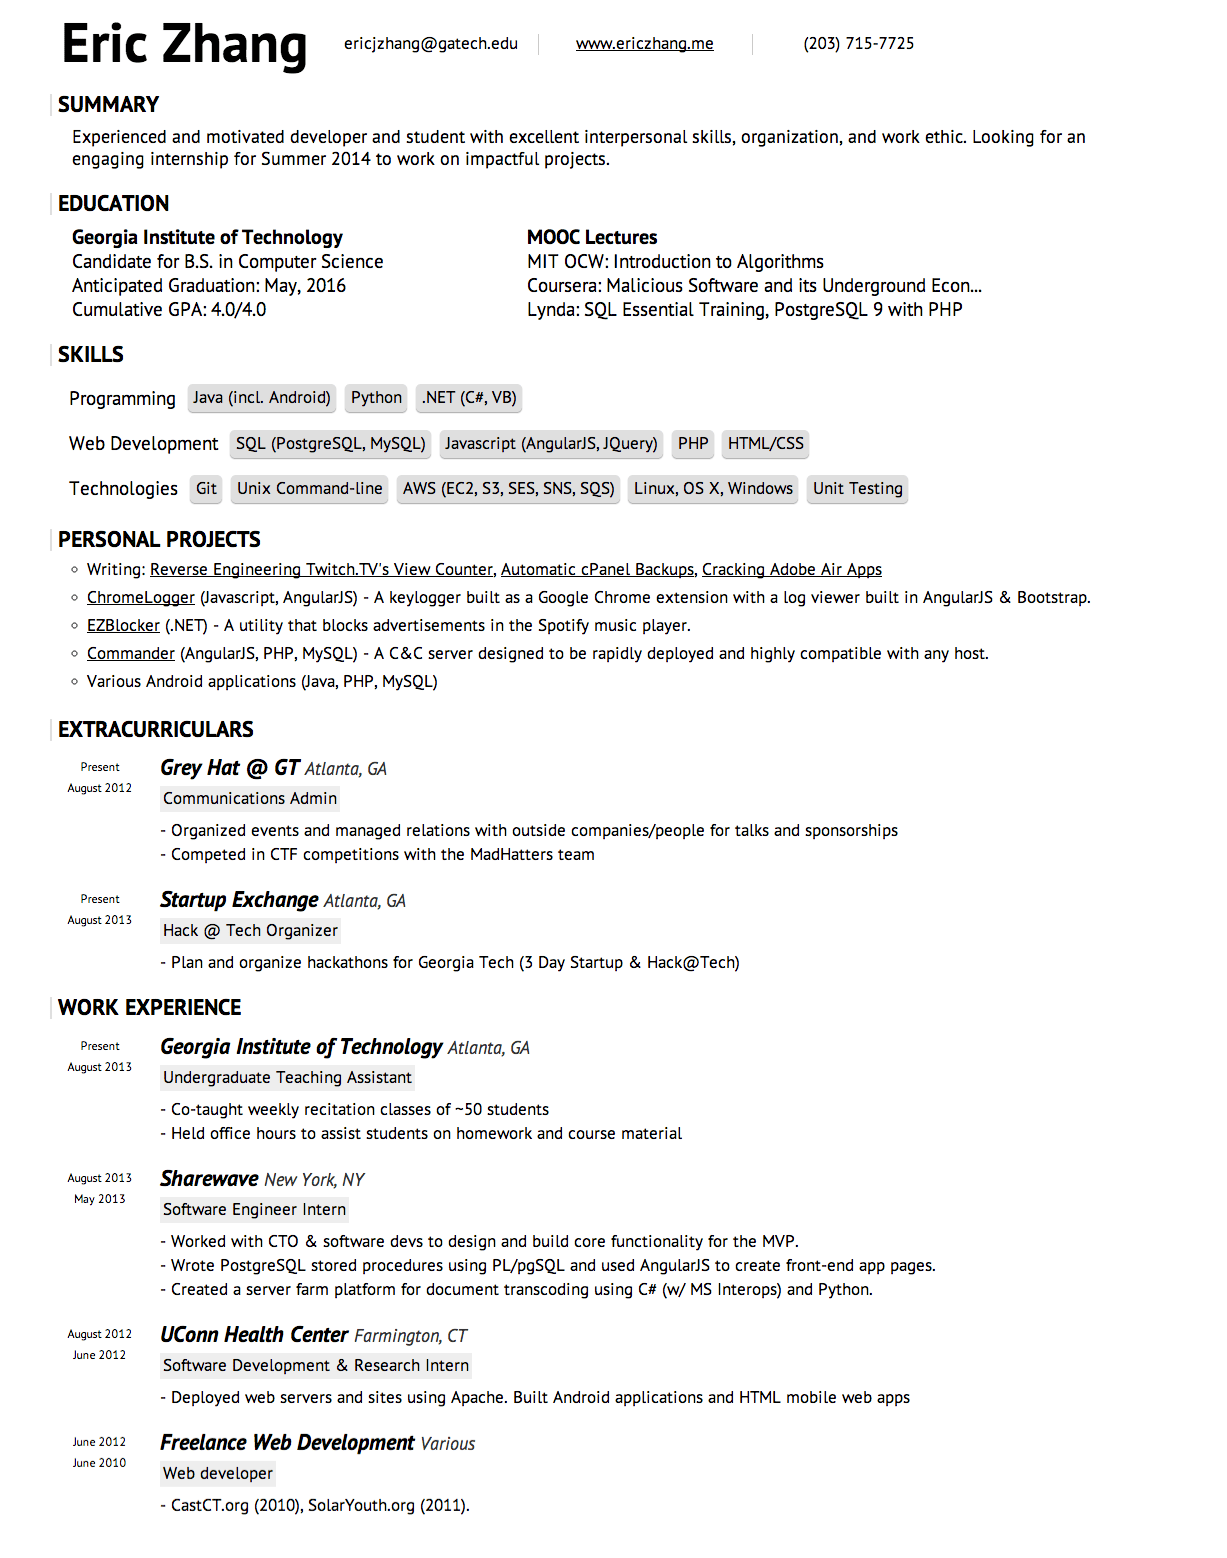 Eric Zhang ericjzhang@gatech.edu www.ericzhang.me (203) 715-7725
SUMMARY
Experienced and motivated developer and student with excellent interpersonal skills, organization, and work ethic. Looking for an
engaging internship for Summer 2014 to work on impactful projects.
EDUCATION
Georgia Institute of Technology
Candidate for B.S. in Computer Science
Anticipated Graduation: May, 2016
Cumulative GPA: 4.0/4.0
MOOC Lectures
MIT OCW: Introduction to Algorithms
Coursera: Malicious Software and its Underground Econ...
Lynda: SQL Essential Training, PostgreSQL 9 with PHP
SKILLS
Programming Java (incl. Android) Python .NET (C#, VB)
Web Development SQL (PostgreSQL, MySQL) Javascript (AngularJS, JQuery) PHP HTML/CSS
Technologies Git Unix Command-line AWS (EC2, S3, SES, SNS, SQS) Linux, OS X, Windows Unit Testing
PERSONAL PROJECTS
◦ Writing: Reverse Engineering Twitch.TV's View Counter, Automatic cPanel Backups, Cracking Adobe Air Apps
◦ ChromeLogger (Javascript, AngularJS) - A keylogger built as a Google Chrome extension with a log viewer built in AngularJS & Bootstrap.
◦ EZBlocker (.NET) - A utility that blocks advertisements in the Spotify music player.
◦ Commander (AngularJS, PHP, MySQL) - A C&C server designed to be rapidly deployed and highly compatible with any host.
◦ Various Android applications (Java, PHP, MySQL)
EXTRACURRICULARS
Present
August 2012
Grey Hat @ GT Atlanta, GA
Communications Admin
- Organized events and managed relations with outside companies/people for talks and sponsorships
- Competed in CTF competitions with the MadHatters team
Present
August 2013
Startup Exchange Atlanta, GA
Hack @ Tech Organizer
- Plan and organize hackathons for Georgia Tech (3 Day Startup & Hack@Tech)
WORK EXPERIENCE
Present
August 2013
Georgia Institute of Technology Atlanta, GA
Undergraduate Teaching Assistant
- Co-taught weekly recitation classes of ~50 students
- Held office hours to assist students on homework and course material
August 2013
May 2013
Sharewave New York, NY
Software Engineer Intern
- Worked with CTO & software devs to design and build core functionality for the MVP.
- Wrote PostgreSQL stored procedures using PL/pgSQL and used AngularJS to create front-end app pages.
- Created a server farm platform for document transcoding using C# (w/ MS Interops) and Python.
August 2012
June 2012
UConn Health Center Farmington, CT
Software Development & Research Intern
- Deployed web servers and sites using Apache. Built Android applications and HTML mobile web apps
June 2012
June 2010
Freelance Web Development Various
Web developer
- CastCT.org (2010), SolarYouth.org (2011).